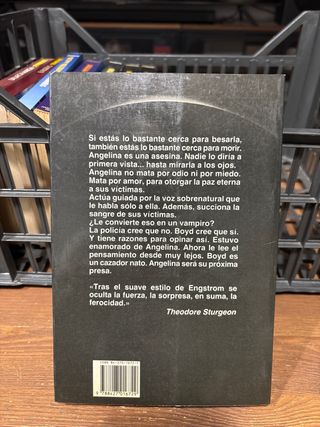 Si estás lo bastante cerca para besarla,
también estás lo bastante cerca para morir.
Angelina es una asesina. Nadie lo diría a
primera vista... hasta mirarla a los ojos.
Angelina no mata por odio ni por miedo.
Mata por amor, para otorgar la paz eterna
a sus víctimas.
Actúa guiada por la voz sobrenatural que
le habla sólo a ella. Además, succiona la
sangre de sus víctimas.
¿Le convierte eso en un vampiro?
La policía cree que no. Boyd cree que sí.
Y tiene razones para opinar así. Estuvo
enamorado de Angelina. Ahora le lee el
pensamiento desde muy lejos. Boyd es
un cazador nato. Angelina será su próxima
presa.
«Tras el suave estilo de Engstrom se
oculta la fuerza, la sorpresa, en suma, la
ferocidad.»
Theodore Sturgeon